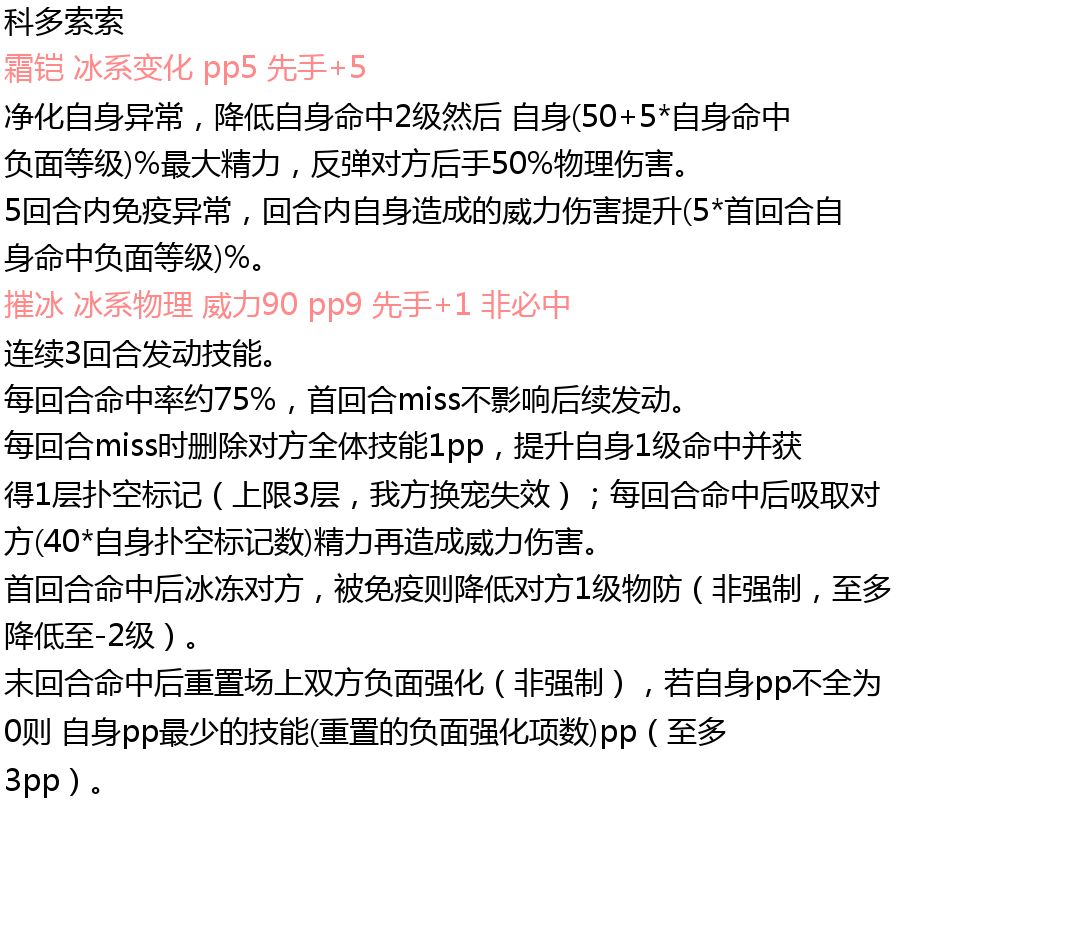 科多索索
霜铠 冰系变化 pp5 先手+5
净化自身异常，降低自身命中2级然后 自身(50+5*自身命中
负面等级)%最大精力，反弹对方后手50%物理伤害。
5回合内免疫异常，回合内自身造成的威力伤害提升(5*首回合自
身命中负面等级)%。
摧冰 冰系物理 威力90 pp9 先手+1 非必中
连续3回合发动技能。
每回合命中率约75%，首回合miss不影响后续发动。
每回合miss时删除对方全体技能1pp，提升自身1级命中并获
得1层扑空标记（上限3层，我方换宠失效）；每回合命中后吸取对
方(40*自身扑空标记数)精力再造成威力伤害。
首回合命中后冰冻对方，被免疫则降低对方1级物防（非强制，至多
降低至-2级）。
末回合命中后重置场上双方负面强化（非强制），若自身pp不全为
0则 自身pp最少的技能(重置的负面强化项数)pp（至多
3pp）。